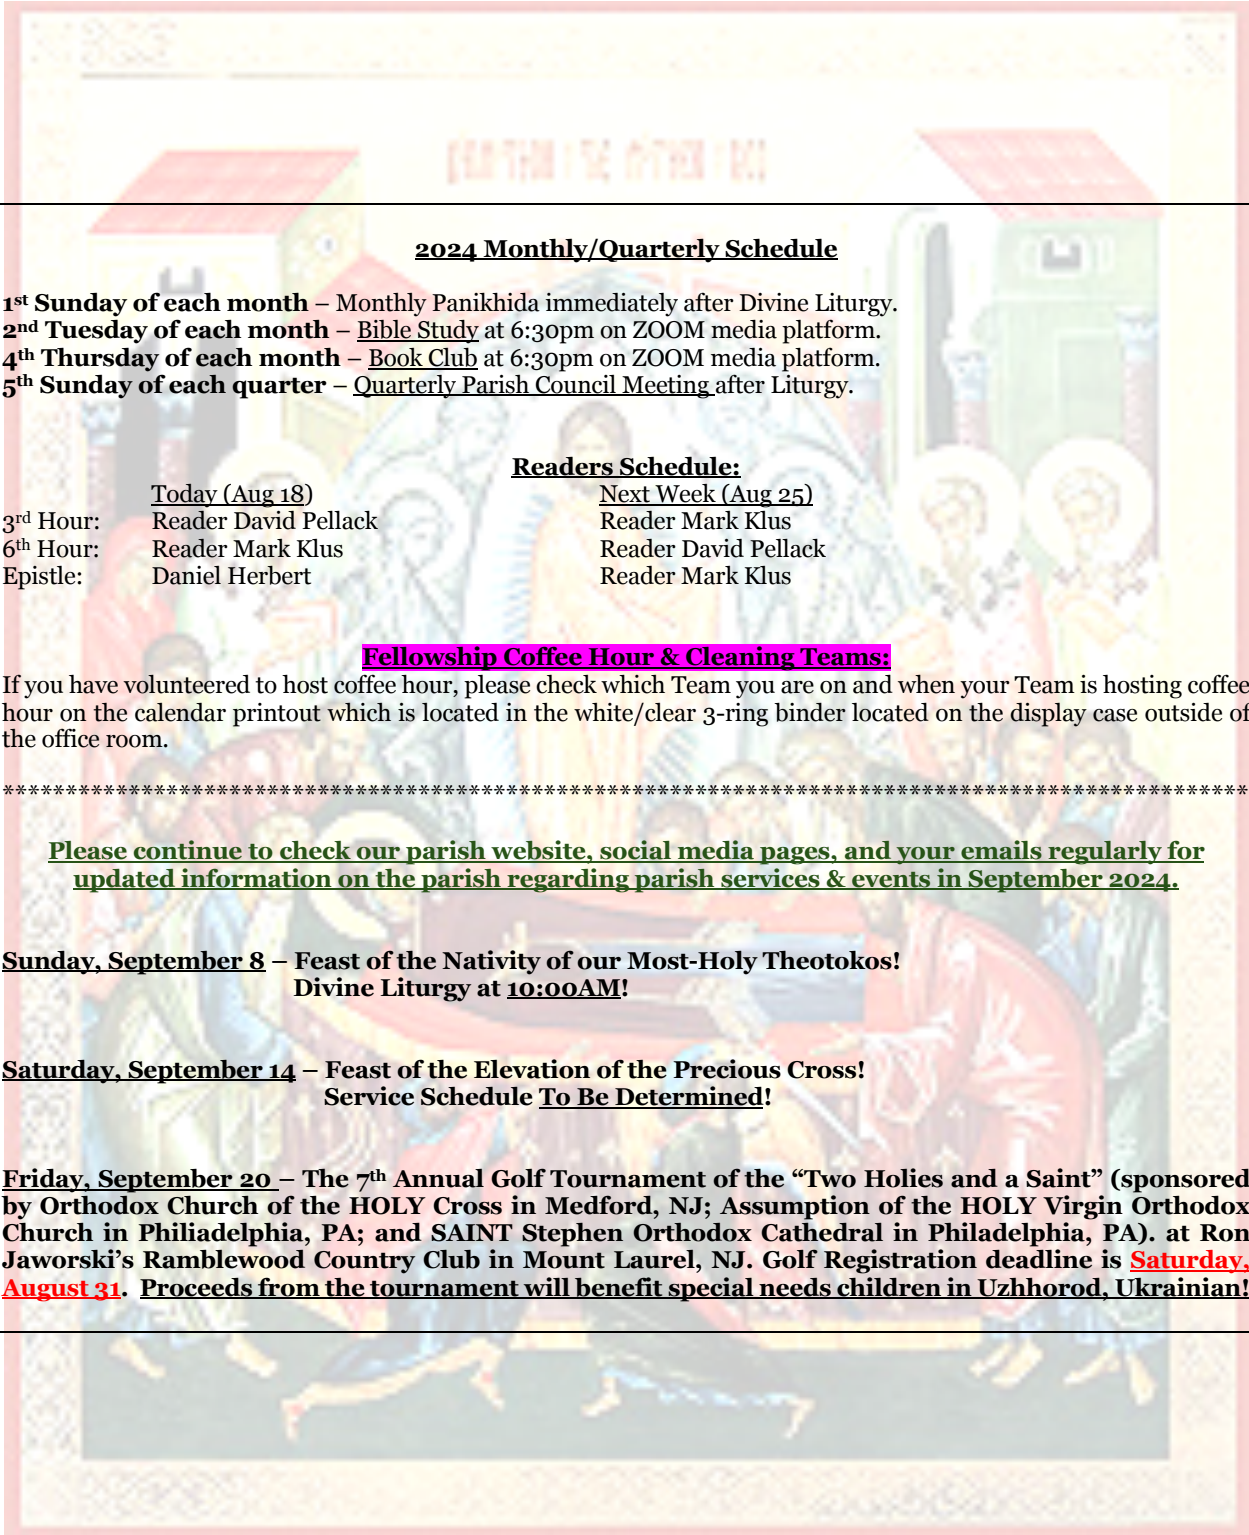 2024 Monthly/Quarterly Schedule
1st Sunday of each month – Monthly Panikhida immediately after Divine Liturgy.
2nd Tuesday of each month – Bible Study at 6:30pm on ZOOM media platform.
4th Thursday of each month – Book Club at 6:30pm on ZOOM media platform.
5th Sunday of each quarter – Quarterly Parish Council Meeting after Liturgy.
Readers Schedule:
Today (Aug 18) Next Week (Aug 25)
3rd Hour: Reader David Pellack Reader Mark Klus
6th Hour: Reader Mark Klus Reader David Pellack
Epistle: Daniel Herbert Reader Mark Klus
Fellowship Coffee Hour & Cleaning Teams:
If you have volunteered to host coffee hour, please check which Team you are on and when your Team is hosting coffee
hour on the calendar printout which is located in the white/clear 3-ring binder located on the display case outside of
the office room.
****************************************************************************************************
Please continue to check our parish website, social media pages, and your emails regularly for
updated information on the parish regarding parish services & events in September 2024.
Sunday, September 8 – Feast of the Nativity of our Most-Holy Theotokos!
Divine Liturgy at 10:00AM!
Saturday, September 14 – Feast of the Elevation of the Precious Cross!
Service Schedule To Be Determined!
Friday, September 20 – The 7th Annual Golf Tournament of the “Two Holies and a Saint” (sponsored
by Orthodox Church of the HOLY Cross in Medford, NJ; Assumption of the HOLY Virgin Orthodox
Church in Philiadelphia, PA; and SAINT Stephen Orthodox Cathedral in Philadelphia, PA). at Ron
Jaworski’s Ramblewood Country Club in Mount Laurel, NJ. Golf Registration deadline is Saturday,
August 31. Proceeds from the tournament will benefit special needs children in Uzhhorod, Ukrainian!